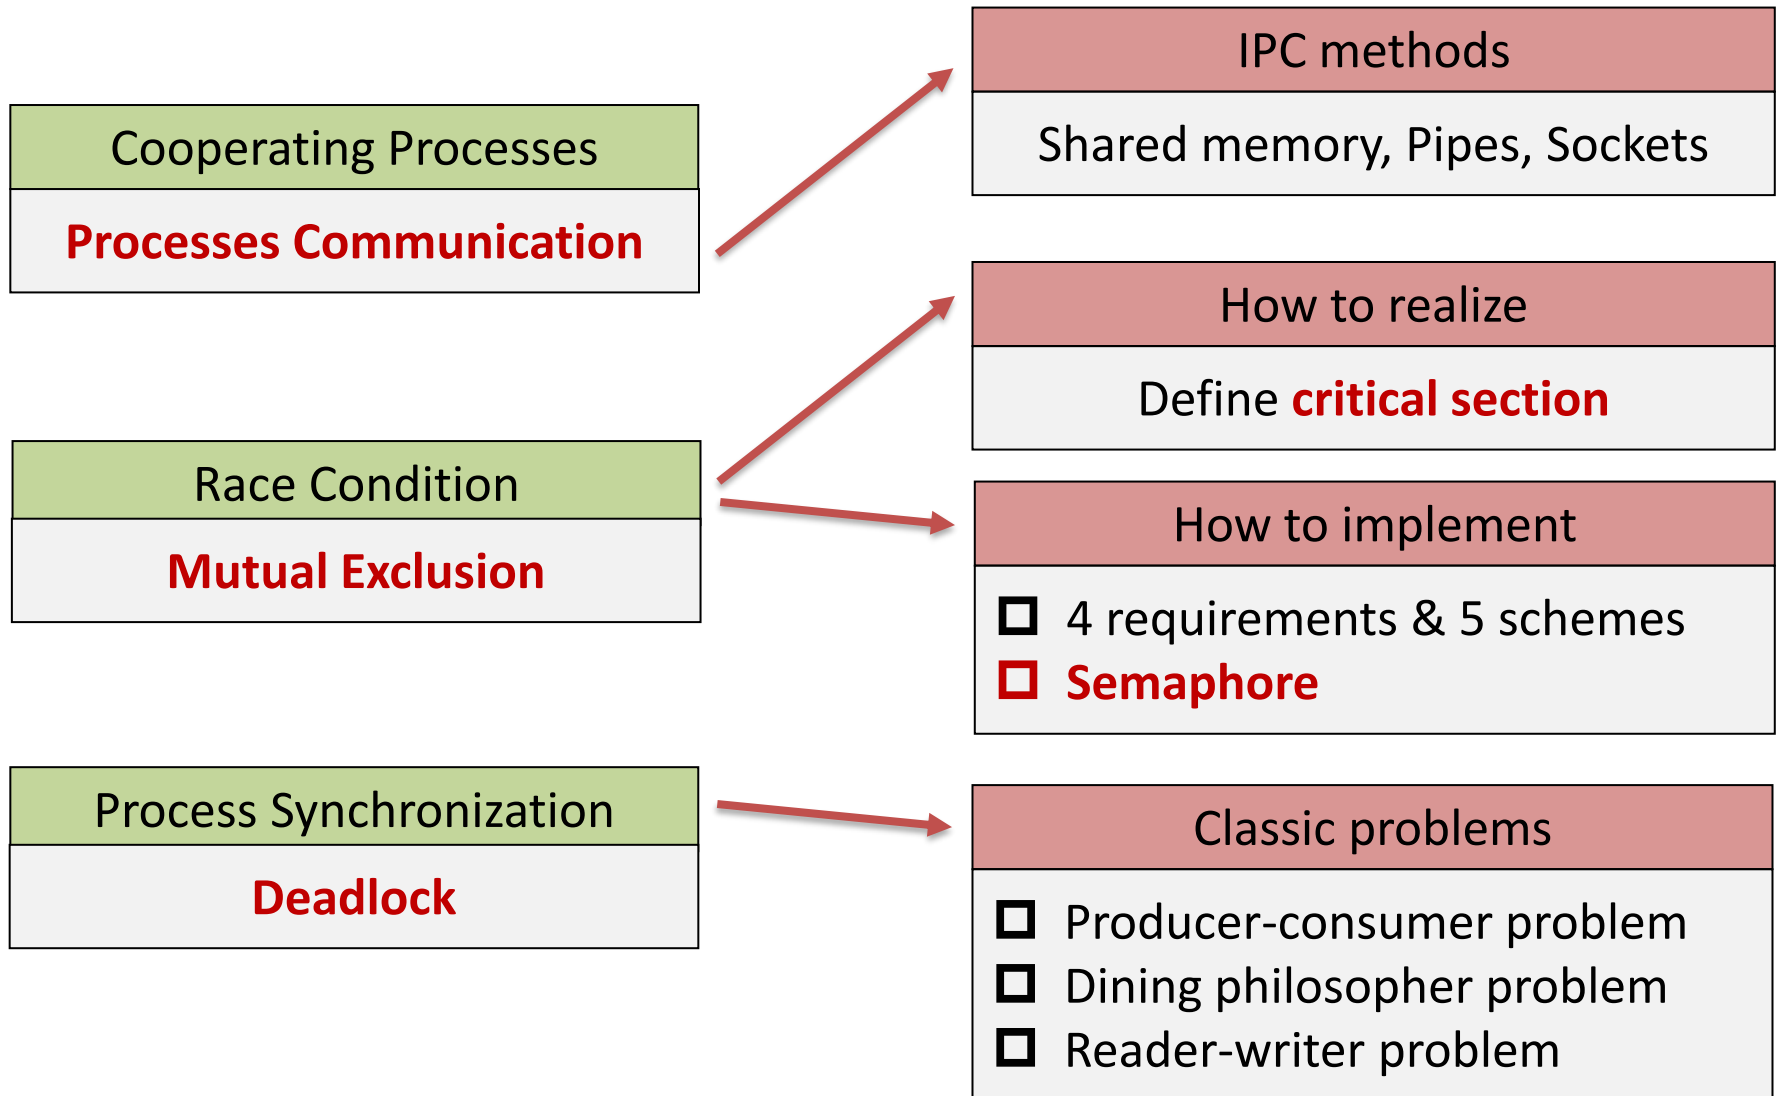 Cooperating Processes
Processes Communication
Race Condition
Mutual Exclusion
Process Synchronization
Deadlock
IPC methods
Shared memory, Pipes, Sockets
How to realize
Define critical section
How to implement
4 requirements & 5 schemes
Semaphore
Classic problems
Producer-consumer problem
Dining philosopher problem
Reader-writer problem